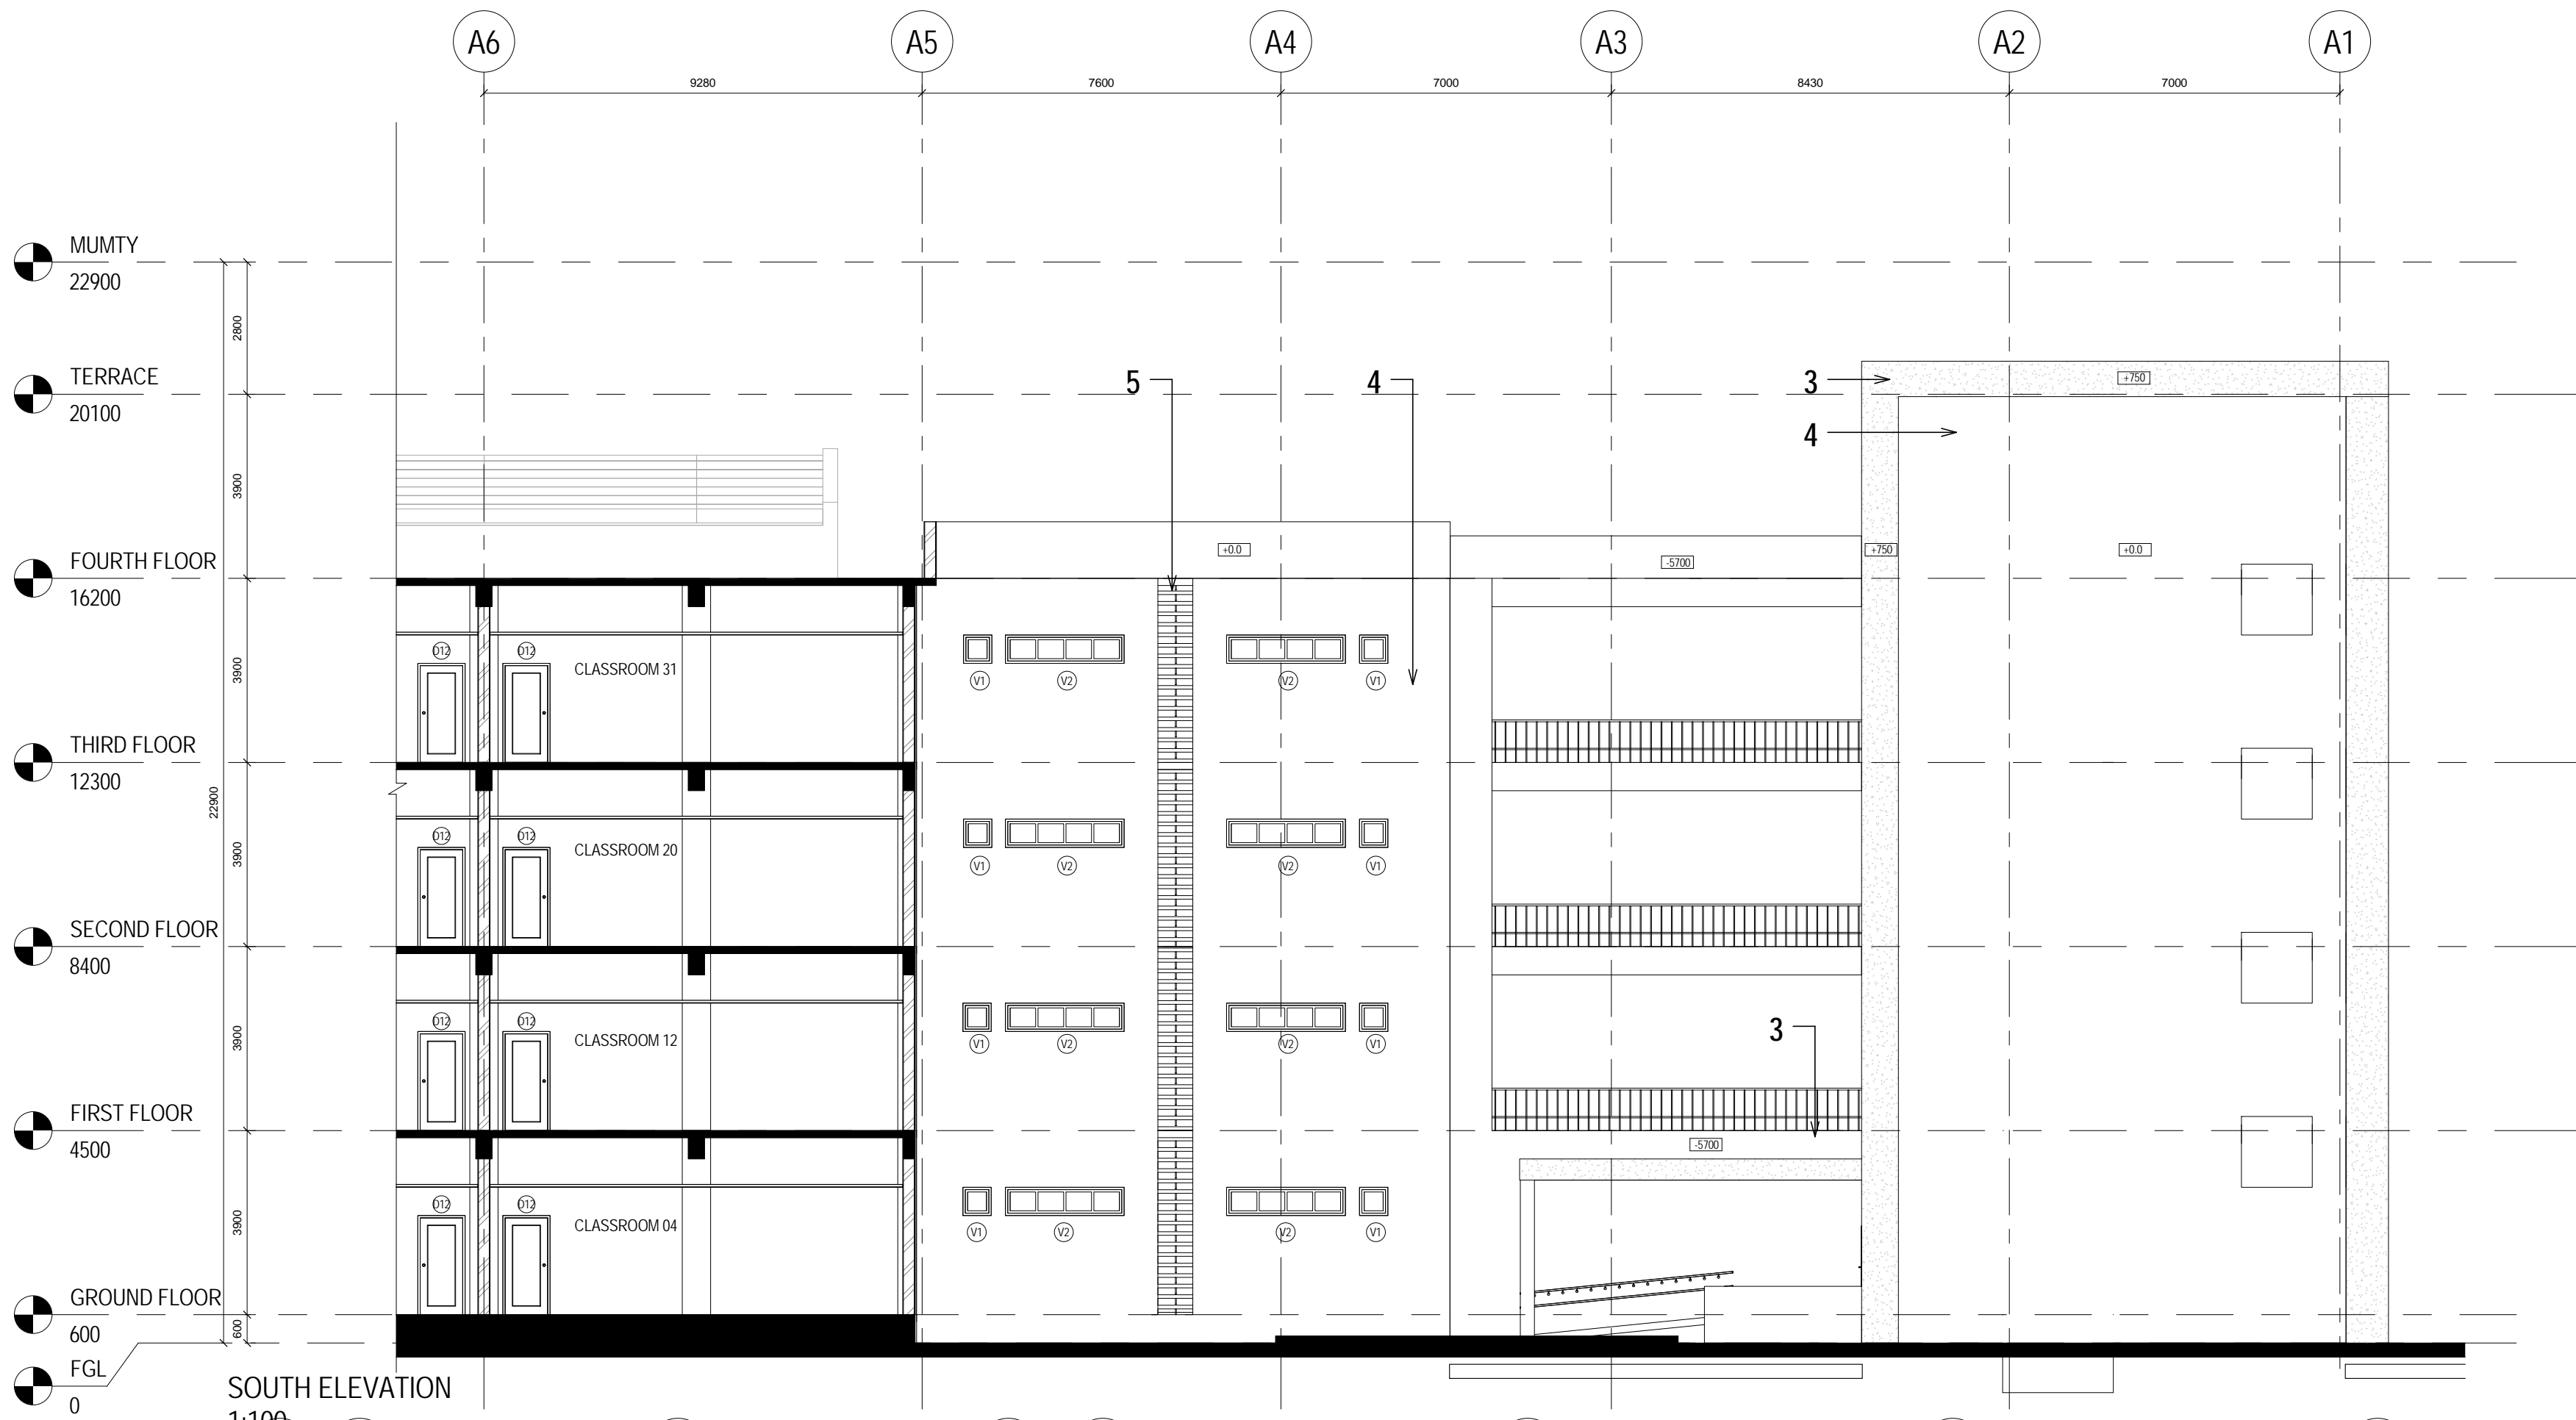 A6 A5 A4 A3 A2 A1
9280 7600 7000 8430 7000
MUMTY
22900
2800
TERRACE
20100
5 4 3 +750
4
3900
FOURTH FLOOR
16200
+0.0 -5700 +750 +0.0
3900
D12 D12 CLASSROOM 31
V1 V2 V2 V1
THIRD FLOOR
12300
22900
3900
D12 D12 CLASSROOM 20
V1 V2 V2 V1
SECOND FLOOR
8400
3900
D12 D12 CLASSROOM 12
V1 V2 V2 V1
3
FIRST FLOOR
4500
-5700
3900
D12 D12 CLASSROOM 04
V1 V2 V2 V1
GROUND FLOOR
600
600
FGL
0
SOUTH ELEVATION
1:100